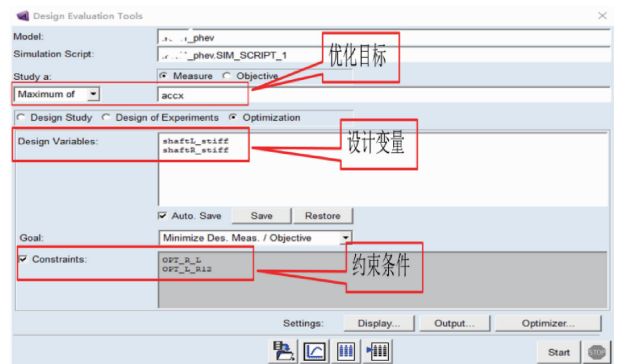 Design Evaluation Tools
Model: _phev
Simulation Script: _phev.SIM_SCRIPT_1
优化目标
Study a: Measure Objective
Maximum of accx
Design Study Design of Experiments Optimization
Design Variables: shaftL_stiff
shaftR_stiff
设计变量
Auto. Save Save Restore
Goal: Minimize Des. Meas. / Objective
Constraints: OPT_R_L
OPT_L_R12
约束条件
Settings: Display... Output... Optimizer...
Start STOP